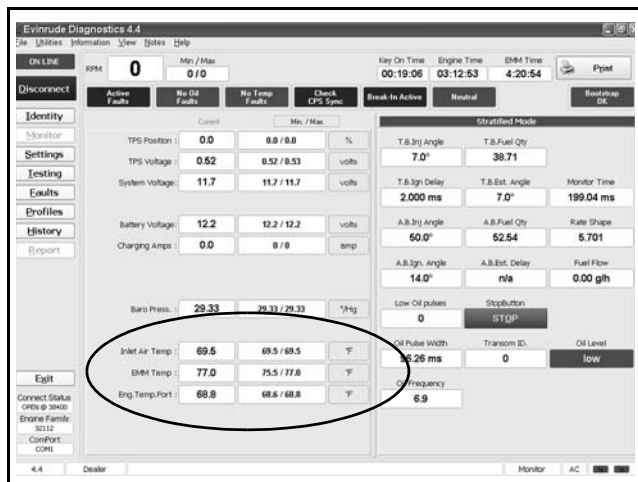 Evinrude Diagnostics 4.4
File Utilities Information View Notes Help
ON LINE
RPM 0
Min / Max
0 / 0
Key On Time Engine Time EMM Time
00:19:06 03:12:53 4:20:54
Print
Disconnect
Active Faults
No Oil Faults
No Temp Faults
Check CPS Sync
Break-In Active
Neutral
Bootstrap OK
Identity
Monitor
Settings
Testing
Faults
Profiles
History
Report
Exit
Connect Status
OPEN @ 38400
Engine Family
32112
ComPort
COM1
Current Min. / Max
TPS Position : 0.0 0.0 / 0.0 %
TPS Voltage : 0.52 0.52 / 0.53 volts
System Voltage: 11.7 11.7 / 11.7 volts
Battery Voltage: 12.2 12.2 / 12.2 volts
Charging Amps : 0.0 0 / 0 amp
Baro Press. : 29.33 29.33 / 29.33 "/Hg
Inlet Air Temp : 69.5 69.5 / 69.5 °F
EMM Temp : 77.0 75.5 / 77.0 °F
Eng.Temp.Port : 68.8 68.6 / 68.8 °F
Stratified Mode
T.B.Inj Angle T.B.Fuel Qty
7.0° 38.71
T.B.Ign Delay T.B.Est. Angle Monitor Time
2.000 ms 7.0° 199.04 ms
A.B.Inj Angle A.B.Fuel Qty Rate Shape
50.0° 52.54 5.701
A.B.Ign. Angle A.B.Est. Delay Fuel Flow
14.0° n/a 0.00 g/h
Low Oil pulses StopButton
0 STOP
Oil Pulse Width Transom ID. Oil Level
96.26 ms 0 low
Oil Frequency
6.9
4.4 Dealer Monitor AC